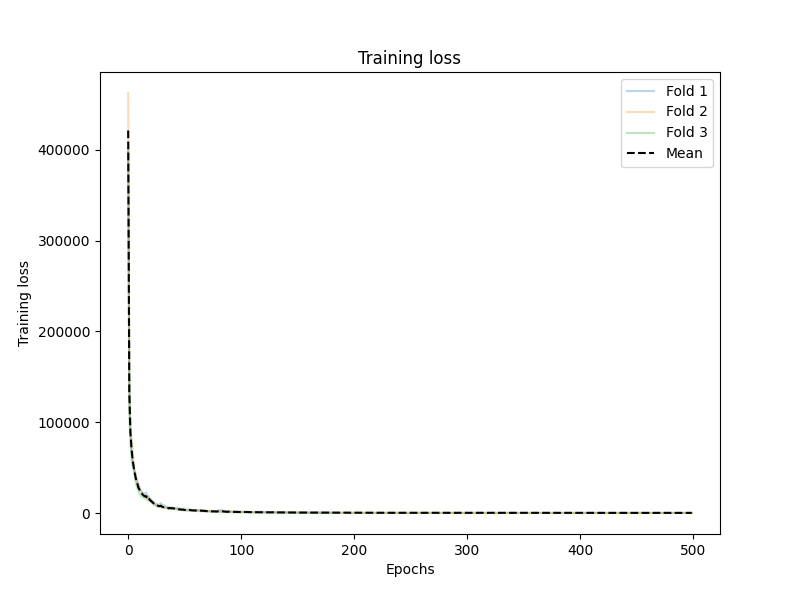 Training loss
Fold 1
Fold 2
Fold 3
Mean
400000
300000
200000
100000
0
Training loss
0 100 200 300 400 500
Epochs